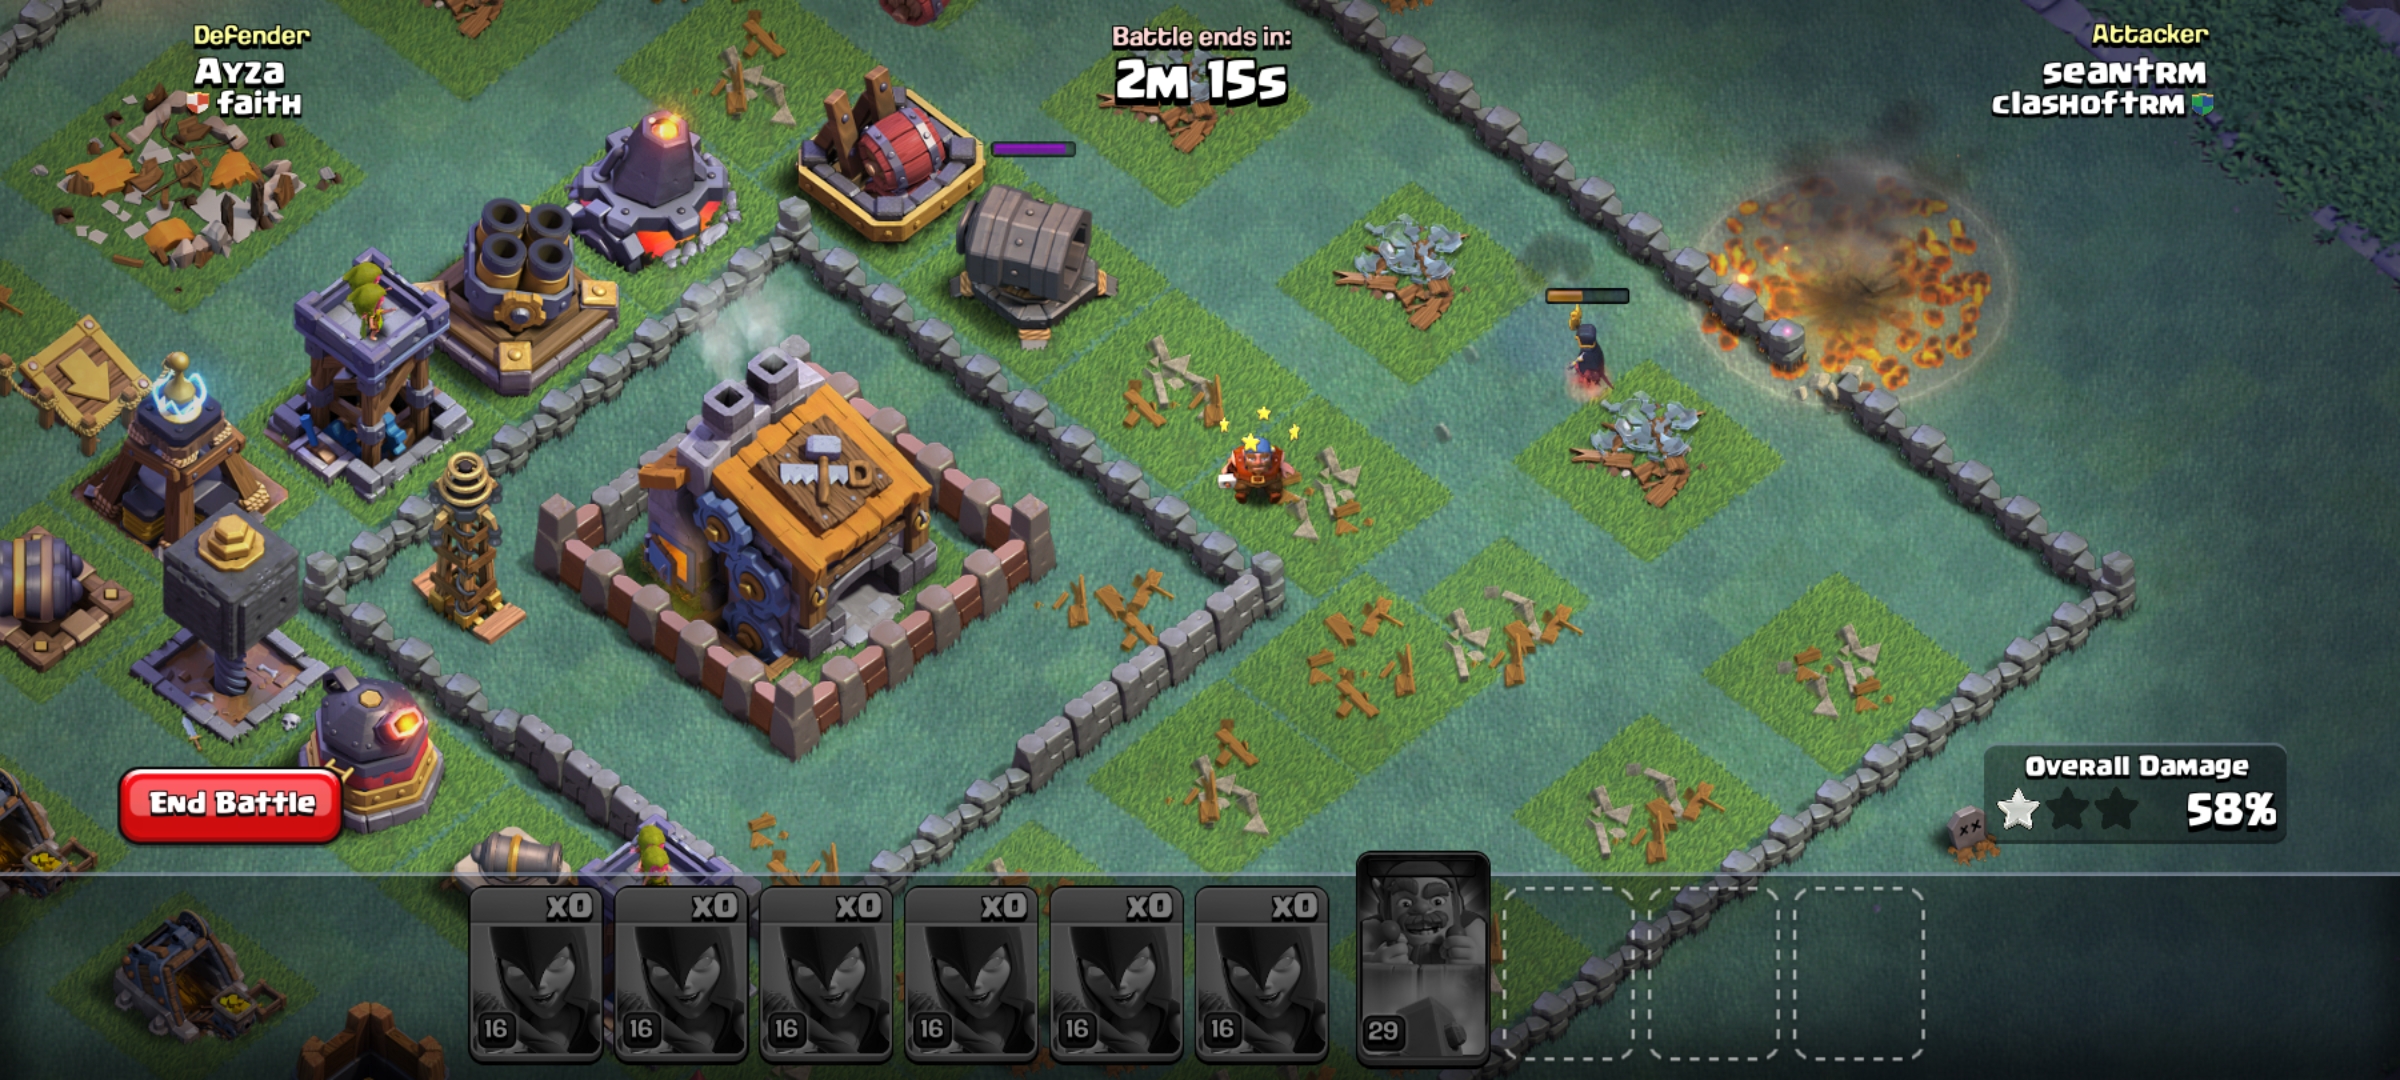 Defender
Ayza
faith
Battle ends in:
2M 15s
Attacker
seantRM
clashoftRM
End Battle
Overall Damage
58%
x0
x0
x0
x0
x0
x0
16
16
16
16
16
16
29